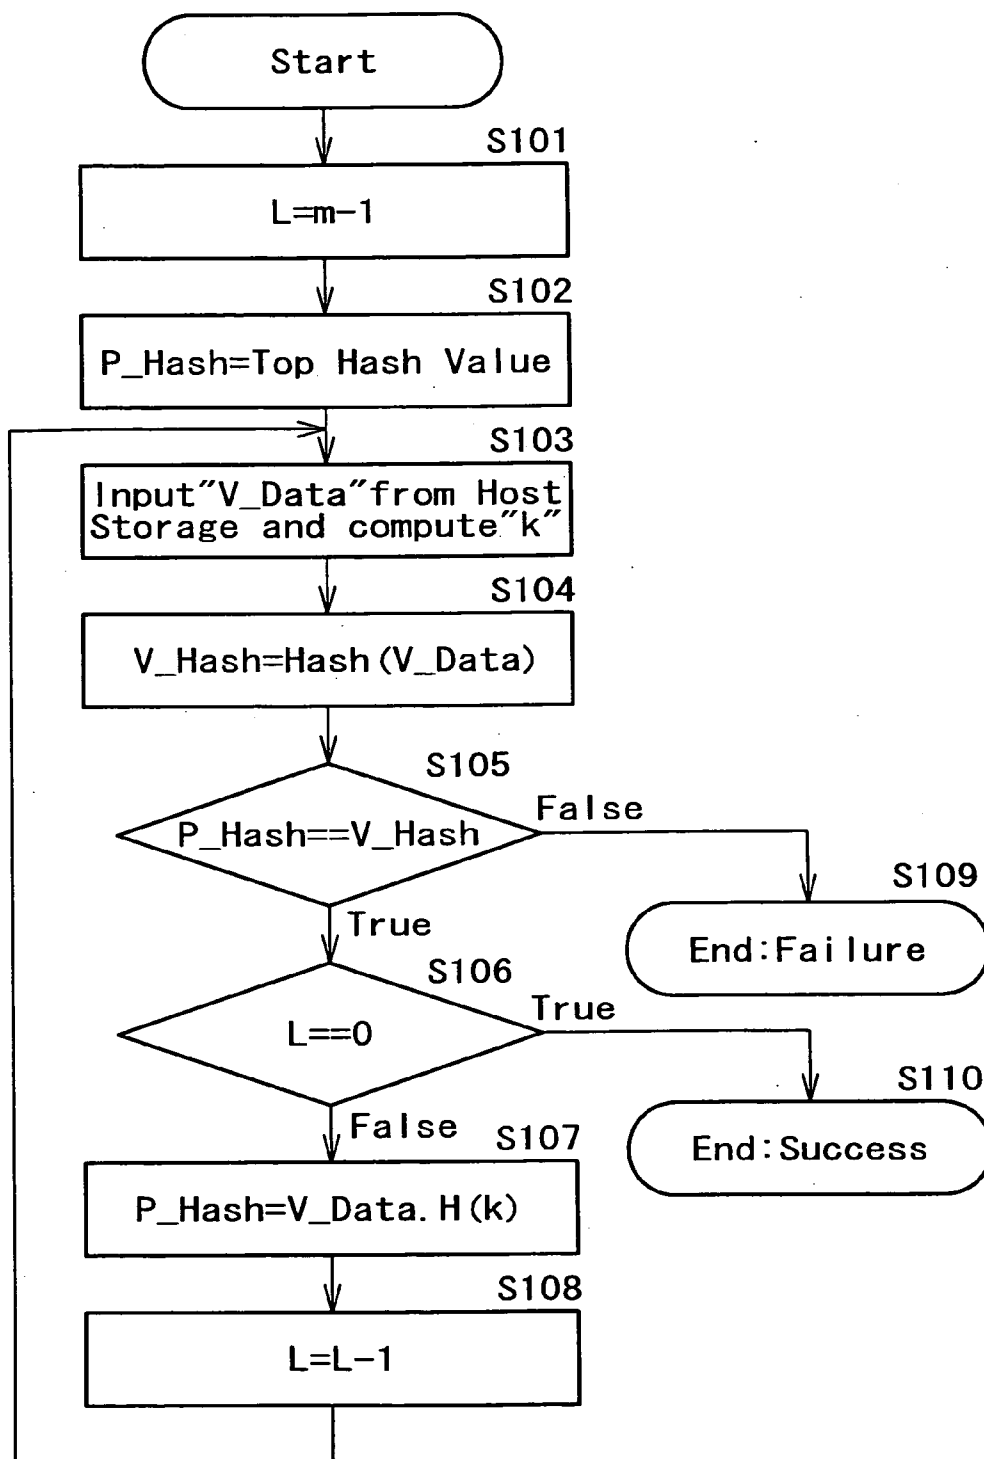 Start
S101
L=m-1
S102
P_Hash=Top Hash Value
S103
Input"V_Data"from Host
Storage and compute"k"
S104
V_Hash=Hash(V_Data)
S105
P_Hash==V_Hash
False
S109
End:Failure
True
S106
L==0
True
S110
End:Success
False
S107
P_Hash=V_Data.H(k)
S108
L=L-1